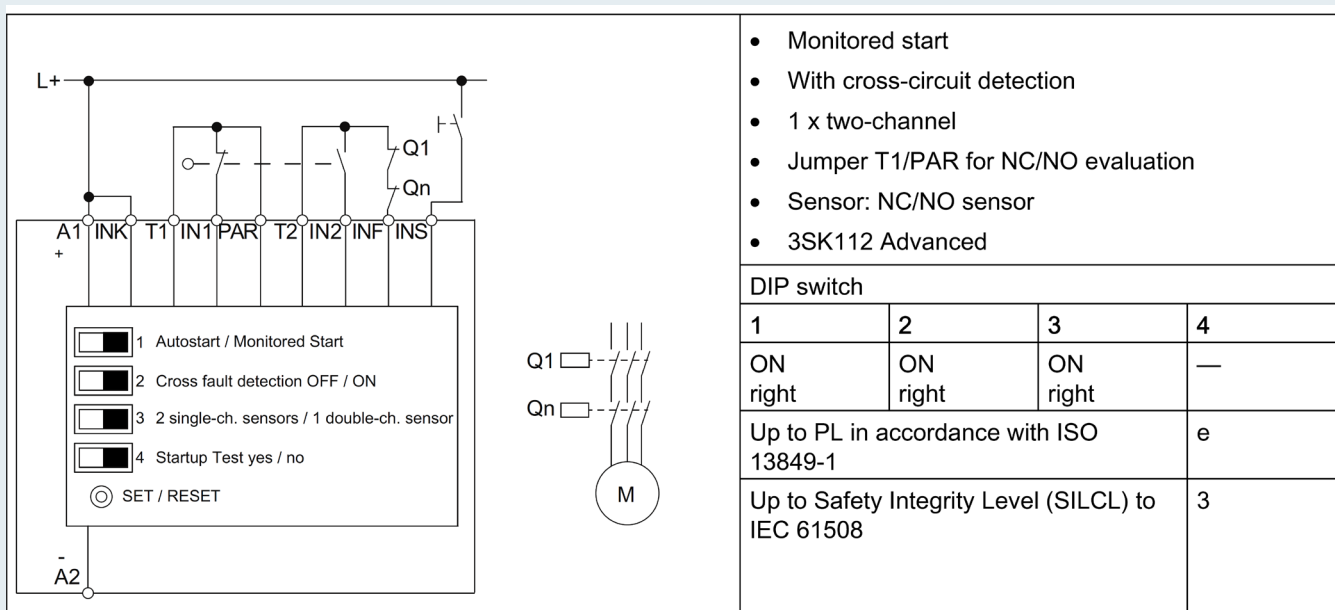 L+
Q1
Qn
A1 INK T1 IN1 PAR T2 IN2 INF INS
+
1 Autostart / Monitored Start
2 Cross fault detection OFF / ON
3 2 single-ch. sensors / 1 double-ch. sensor
4 Startup Test yes / no
SET / RESET
-
A2
Q1
Qn
M
• Monitored start
• With cross-circuit detection
• 1 x two-channel
• Jumper T1/PAR for NC/NO evaluation
• Sensor: NC/NO sensor
• 3SK112 Advanced
DIP switch
1 2 3 4
ON ON ON —
right right right
Up to PL in accordance with ISO e
13849-1
Up to Safety Integrity Level (SILCL) to 3
IEC 61508